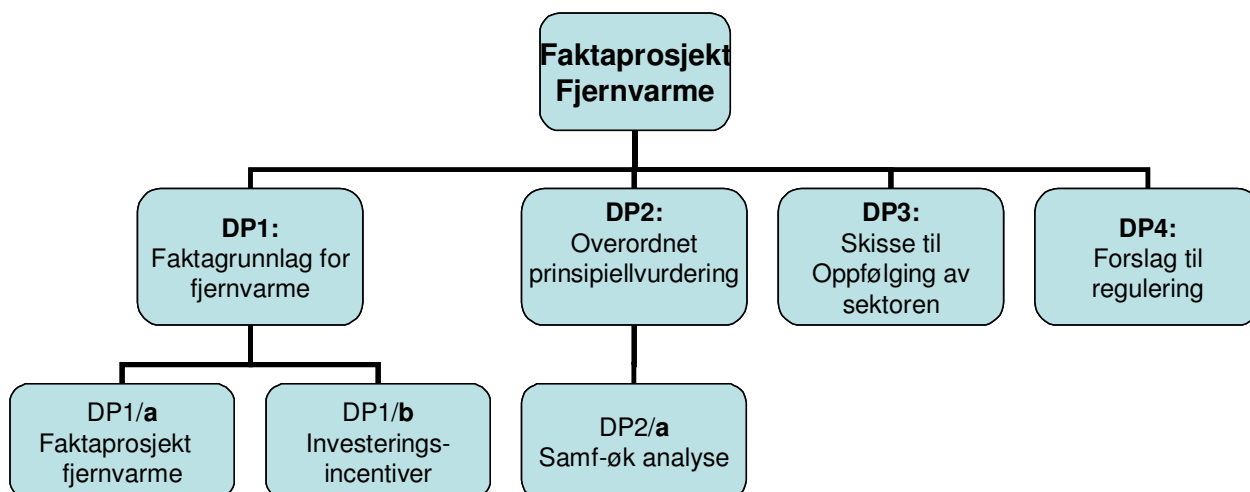 Faktaprosjekt
Fjernvarme
DP1:
Faktagrunnlag for
fjernvarme
DP2:
Overordnet
prinsipiellvurdering
DP3:
Skisse til
Oppfølging av
sektoren
DP4:
Forslag til
regulering
DP1/a
Faktaprosjekt
fjernvarme
DP1/b
Investerings-
incentiver
DP2/a
Samf-øk analyse